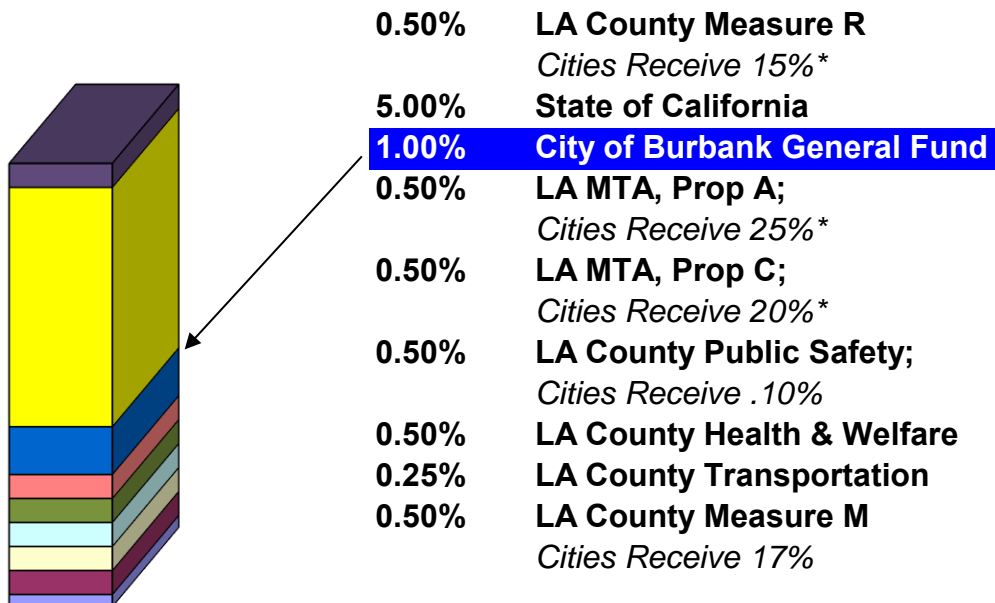 0.50% LA County Measure R
Cities Receive 15%*
5.00% State of California
1.00% City of Burbank General Fund
0.50% LA MTA, Prop A;
Cities Receive 25%*
0.50% LA MTA, Prop C;
Cities Receive 20%*
0.50% LA County Public Safety;
Cities Receive .10%
0.50% LA County Health & Welfare
0.25% LA County Transportation
0.50% LA County Measure M
Cities Receive 17%